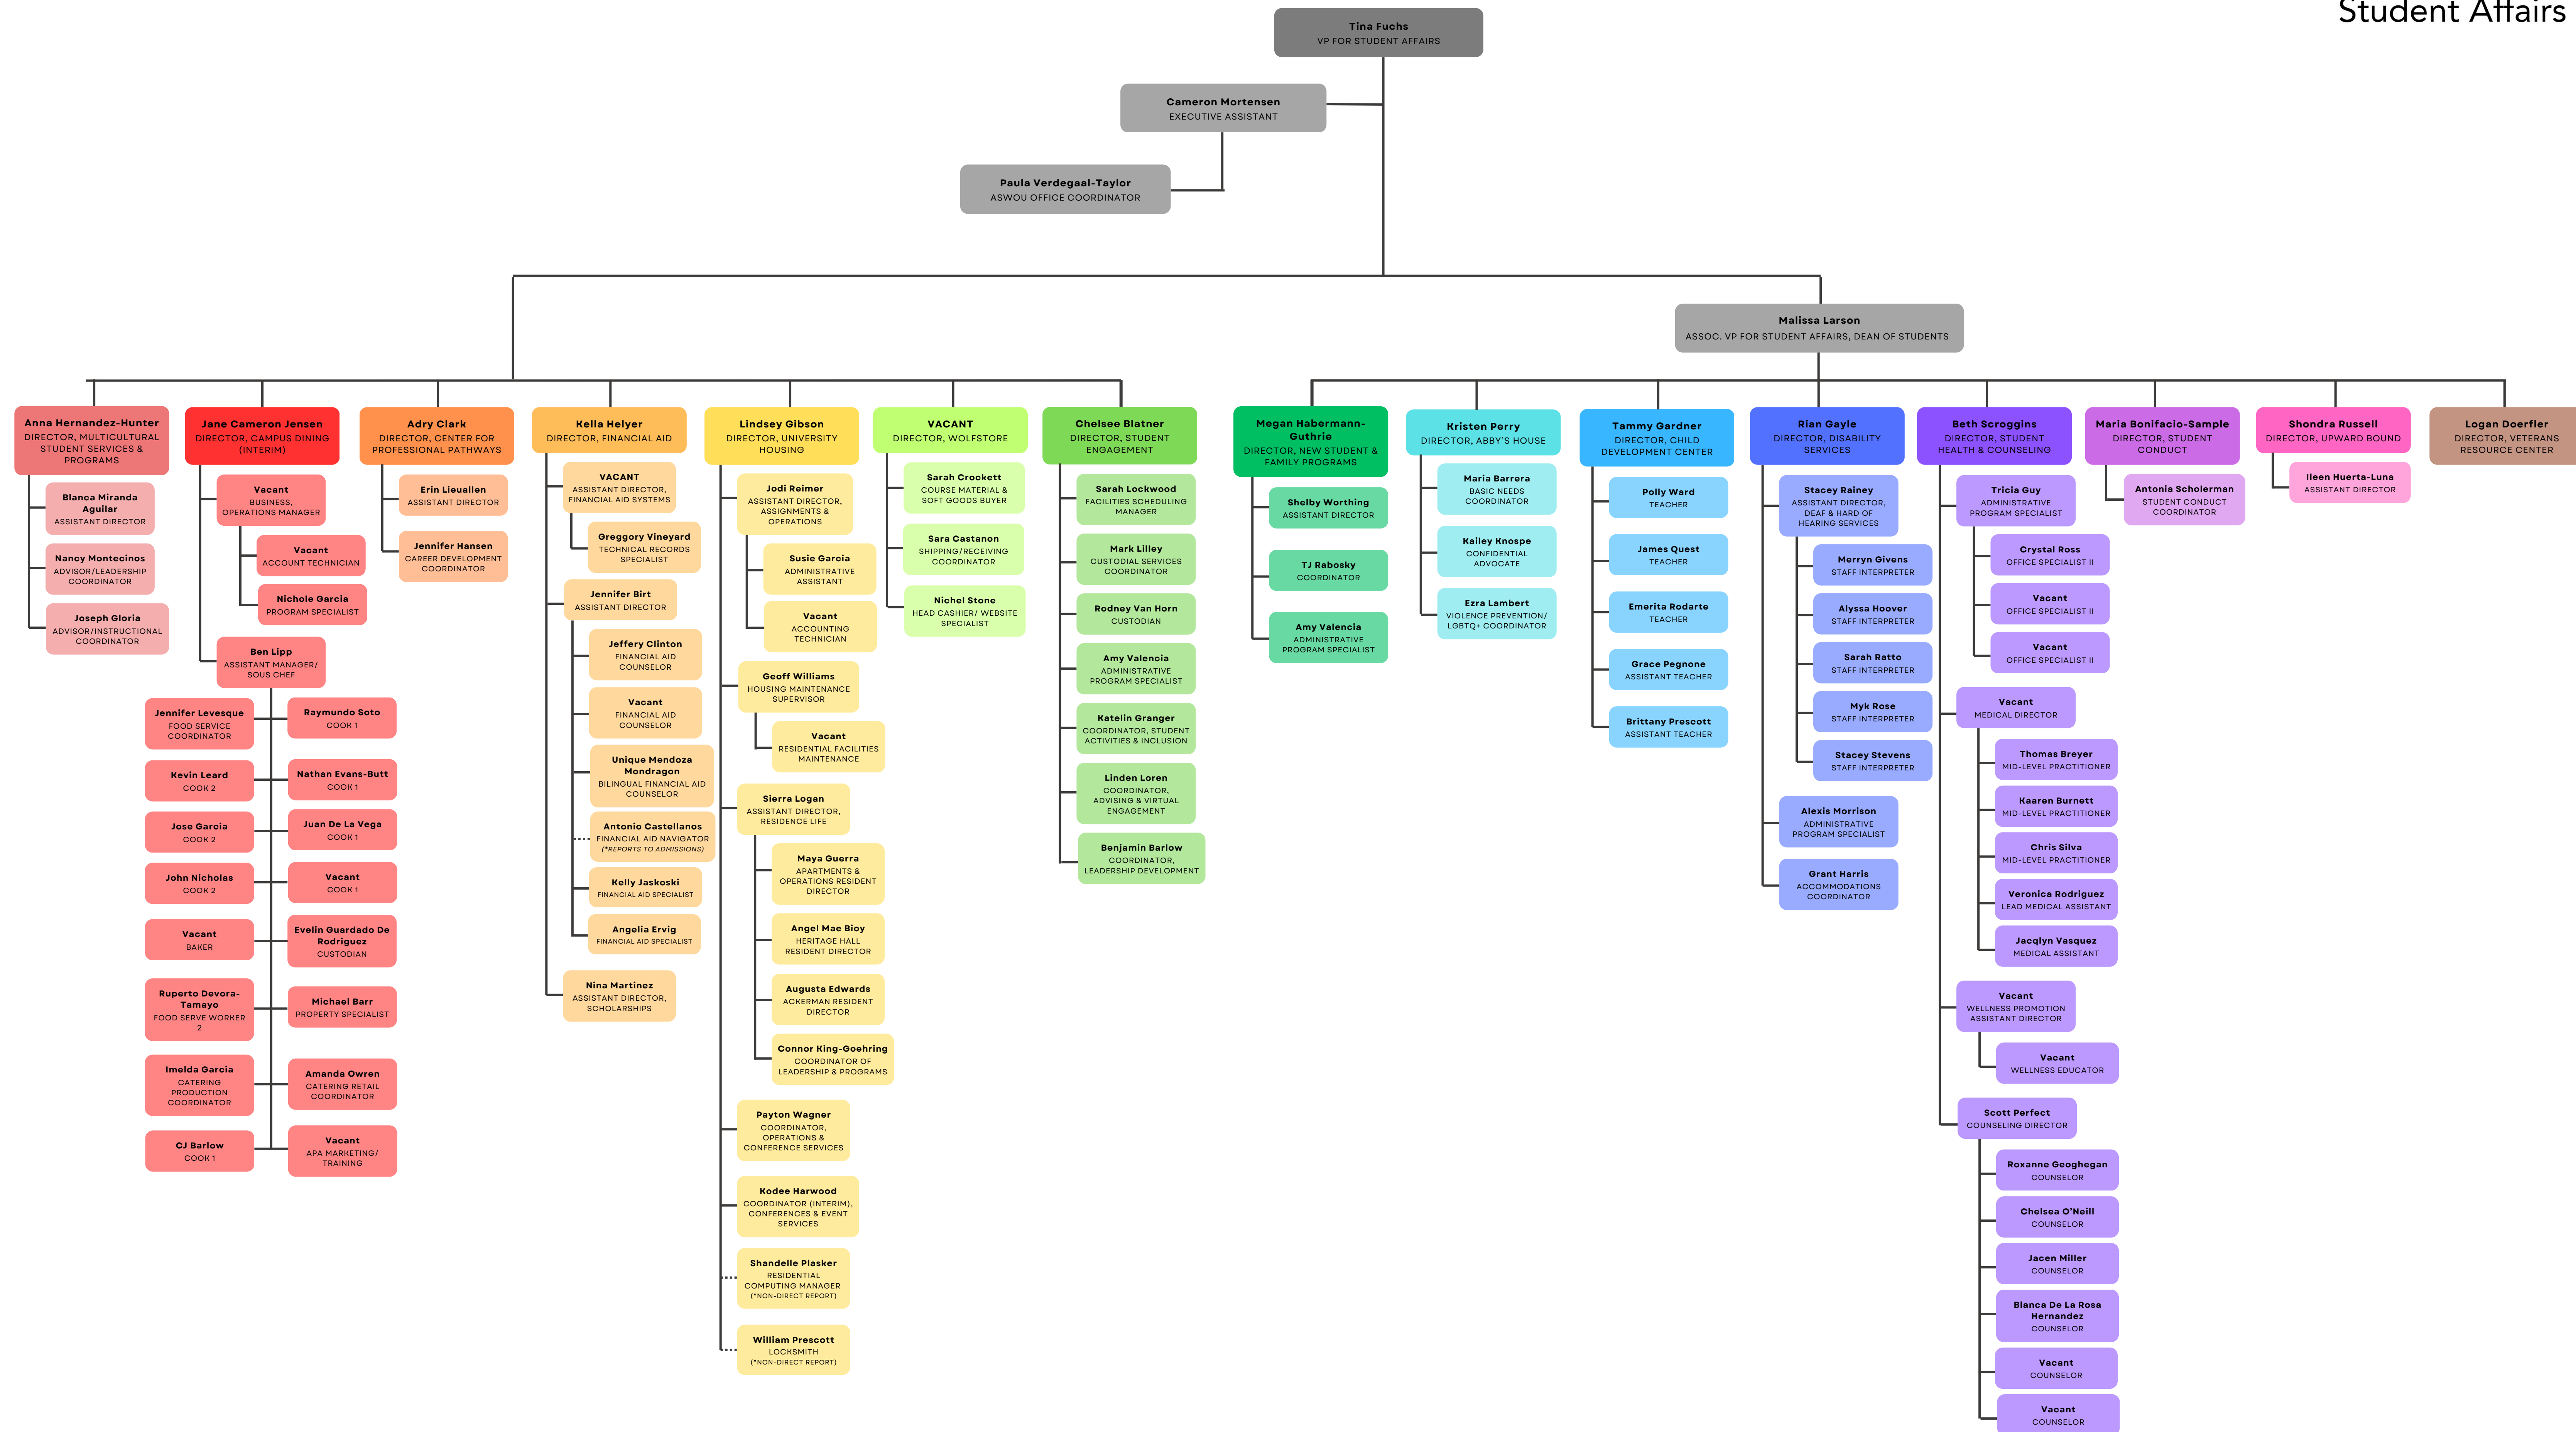 Student Affairs
Tina Fuchs
VP FOR STUDENT AFFAIRS
Cameron Mortensen
EXECUTIVE ASSISTANT
Paula Verdegaal-Taylor
ASWOU OFFICE COORDINATOR
Malissa Larson
ASSOC. VP FOR STUDENT AFFAIRS, DEAN OF STUDENTS
Anna Hernandez-Hunter
DIRECTOR, MULTICULTURAL
STUDENT SERVICES &
PROGRAMS
Blanca Miranda
Aguilar
ASSISTANT DIRECTOR
Nancy Montecinos
ADVISOR/LEADERSHIP
COORDINATOR
Joseph Gloria
ADVISOR/INSTRUCTIONAL
COORDINATOR
Jane Cameron Jensen
DIRECTOR, CAMPUS DINING
(INTERIM)
Vacant
BUSINESS,
OPERATIONS MANAGER
Vacant
ACCOUNT TECHNICIAN
Nichole Garcia
PROGRAM SPECIALIST
Ben Lipp
ASSISTANT MANAGER/
SOUS CHEF
Jennifer Levesque
FOOD SERVICE
COORDINATOR
Raymundo Soto
COOK 1
Kevin Leard
COOK 2
Nathan Evans-Butt
COOK 1
Jose Garcia
COOK 2
Juan De La Vega
COOK 1
John Nicholas
COOK 2
Vacant
COOK 1
Vacant
BAKER
Evelin Guardado De
Rodriguez
CUSTODIAN
Ruperto Devora-
Tamayo
FOOD SERVE WORKER
2
Michael Barr
PROPERTY SPECIALIST
Imelda Garcia
CATERING
PRODUCTION
COORDINATOR
Amanda Owren
CATERING RETAIL
COORDINATOR
CJ Barlow
COOK 1
Vacant
APA MARKETING/
TRAINING
Adry Clark
DIRECTOR, CENTER FOR
PROFESSIONAL PATHWAYS
Erin Lieuallen
ASSISTANT DIRECTOR
Jennifer Hansen
CAREER DEVELOPMENT
COORDINATOR
Kella Helyer
DIRECTOR, FINANCIAL AID
VACANT
ASSISTANT DIRECTOR,
FINANCIAL AID SYSTEMS
Greggory Vineyard
TECHNICAL RECORDS
SPECIALIST
Jennifer Birt
ASSISTANT DIRECTOR
Jeffery Clinton
FINANCIAL AID
COUNSELOR
Vacant
FINANCIAL AID
COUNSELOR
Unique Mendoza
Mondragon
BILINGUAL FINANCIAL AID
COUNSELOR
Antonio Castellanos
FINANCIAL AID NAVIGATOR
(*REPORTS TO ADMISSIONS)
Kelly Jaskoski
FINANCIAL AID SPECIALIST
Angelia Ervig
FINANCIAL AID SPECIALIST
Nina Martinez
ASSISTANT DIRECTOR,
SCHOLARSHIPS
Lindsey Gibson
DIRECTOR, UNIVERSITY
HOUSING
Jodi Reimer
ASSISTANT DIRECTOR,
ASSIGNMENTS &
OPERATIONS
Susie Garcia
ADMINISTRATIVE
ASSISTANT
Vacant
ACCOUNTING
TECHNICIAN
Geoff Williams
HOUSING MAINTENANCE
SUPERVISOR
Vacant
RESIDENTIAL FACILITIES
MAINTENANCE
Sierra Logan
ASSISTANT DIRECTOR,
RESIDENCE LIFE
Maya Guerra
APARTMENTS &
OPERATIONS RESIDENT
DIRECTOR
Angel Mae Bioy
HERITAGE HALL
RESIDENT DIRECTOR
Augusta Edwards
ACKERMAN RESIDENT
DIRECTOR
Connor King-Goehring
COORDINATOR OF
LEADERSHIP & PROGRAMS
Payton Wagner
COORDINATOR,
OPERATIONS &
CONFERENCE SERVICES
Kodee Harwood
COORDINATOR (INTERIM),
CONFERENCES & EVENT
SERVICES
Shandelle Plasker
RESIDENTIAL
COMPUTING MANAGER
(*NON-DIRECT REPORT)
William Prescott
LOCKSMITH
(*NON-DIRECT REPORT)
VACANT
DIRECTOR, WOLFSTORE
Sarah Crockett
COURSE MATERIAL &
SOFT GOODS BUYER
Sara Castanon
SHIPPING/RECEIVING
COORDINATOR
Nichel Stone
HEAD CASHIER/ WEBSITE
SPECIALIST
Chelsee Blatner
DIRECTOR, STUDENT
ENGAGEMENT
Sarah Lockwood
FACILITIES SCHEDULING
MANAGER
Mark Lilley
CUSTODIAL SERVICES
COORDINATOR
Rodney Van Horn
CUSTODIAN
Amy Valencia
ADMINISTRATIVE
PROGRAM SPECIALIST
Katelin Granger
COORDINATOR, STUDENT
ACTIVITIES & INCLUSION
Linden Loren
COORDINATOR,
ADVISING & VIRTUAL
ENGAGEMENT
Benjamin Barlow
COORDINATOR,
LEADERSHIP DEVELOPMENT
Megan Habermann-
Guthrie
DIRECTOR, NEW STUDENT &
FAMILY PROGRAMS
Shelby Worthing
ASSISTANT DIRECTOR
TJ Rabosky
COORDINATOR
Amy Valencia
ADMINISTRATIVE
PROGRAM SPECIALIST
Kristen Perry
DIRECTOR, ABBY'S HOUSE
Maria Barrera
BASIC NEEDS
COORDINATOR
Kailey Knospe
CONFIDENTIAL
ADVOCATE
Ezra Lambert
VIOLENCE PREVENTION/
LGBTQ+ COORDINATOR
Tammy Gardner
DIRECTOR, CHILD
DEVELOPMENT CENTER
Polly Ward
TEACHER
James Quest
TEACHER
Emerita Rodarte
TEACHER
Grace Pegnone
ASSISTANT TEACHER
Brittany Prescott
ASSISTANT TEACHER
Rian Gayle
DIRECTOR, DISABILITY
SERVICES
Stacey Rainey
ASSISTANT DIRECTOR,
DEAF & HARD OF
HEARING SERVICES
Merryn Givens
STAFF INTERPRETER
Alyssa Hoover
STAFF INTERPRETER
Sarah Ratto
STAFF INTERPRETER
Myk Rose
STAFF INTERPRETER
Stacey Stevens
STAFF INTERPRETER
Alexis Morrison
ADMINISTRATIVE
PROGRAM SPECIALIST
Grant Harris
ACCOMMODATIONS
COORDINATOR
Beth Scroggins
DIRECTOR, STUDENT
HEALTH & COUNSELING
Tricia Guy
ADMINISTRATIVE
PROGRAM SPECIALIST
Crystal Ross
OFFICE SPECIALIST II
Vacant
OFFICE SPECIALIST II
Vacant
OFFICE SPECIALIST II
Vacant
MEDICAL DIRECTOR
Thomas Breyer
MID-LEVEL PRACTITIONER
Kaaren Burnett
MID-LEVEL PRACTITIONER
Chris Silva
MID-LEVEL PRACTITIONER
Veronica Rodriguez
LEAD MEDICAL ASSISTANT
Jacqlyn Vasquez
MEDICAL ASSISTANT
Vacant
WELLNESS PROMOTION
ASSISTANT DIRECTOR
Vacant
WELLNESS EDUCATOR
Scott Perfect
COUNSELING DIRECTOR
Roxanne Geoghegan
COUNSELOR
Chelsea O'Neill
COUNSELOR
Jacen Miller
COUNSELOR
Blanca De La Rosa
Hernandez
COUNSELOR
Vacant
COUNSELOR
Vacant
COUNSELOR
Maria Bonifacio-Sample
DIRECTOR, STUDENT
CONDUCT
Antonia Scholerman
STUDENT CONDUCT
COORDINATOR
Shondra Russell
DIRECTOR, UPWARD BOUND
Ileen Huerta-Luna
ASSISTANT DIRECTOR
Logan Doerfler
DIRECTOR, VETERANS
RESOURCE CENTER